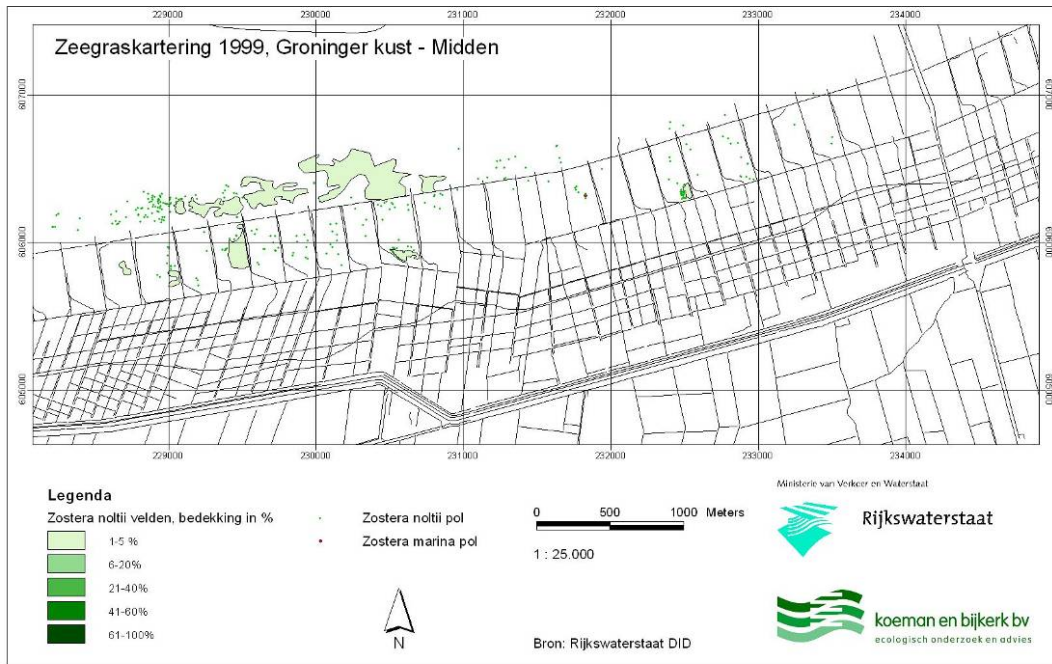 229000 230000 231000 232000 233000 234000
Zeegraskartering 1999, Groninger kust - Midden
607000 607000
606000 606000
605000 605000
229000 230000 231000 232000 233000 234000
Legenda
Zostera noltii velden, bedekking in %
1-5 %
6-20%
21-40%
41-60%
61-100%
Zostera noltii pol
Zostera marina pol
0 500 1000 Meters
1 : 25.000
N
Bron: Rijkswaterstaat DID
Ministerie van Verkeer en Waterstaat
Rijkswaterstaat
koeman en bijkerk bv
ecologisch onderzoek en advies